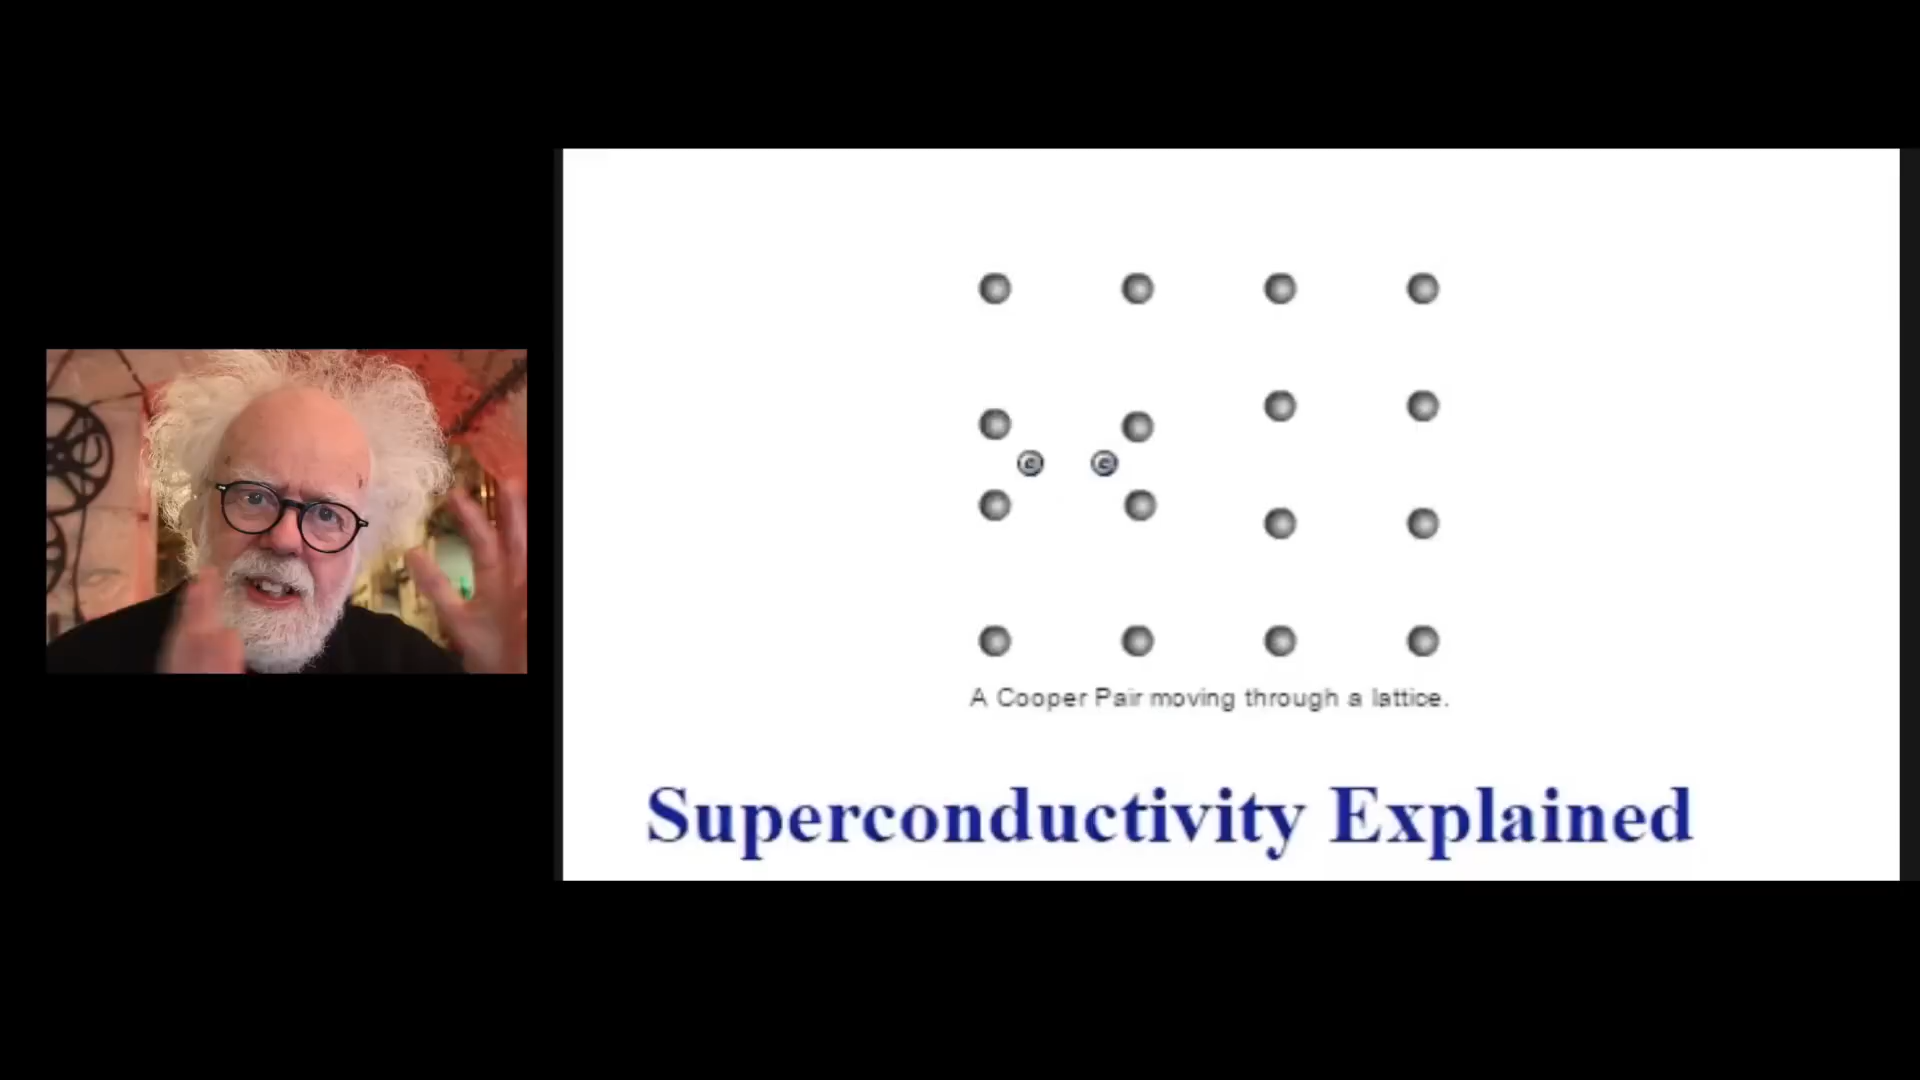 A Cooper Pair moving through a lattice.
Superconductivity Explained